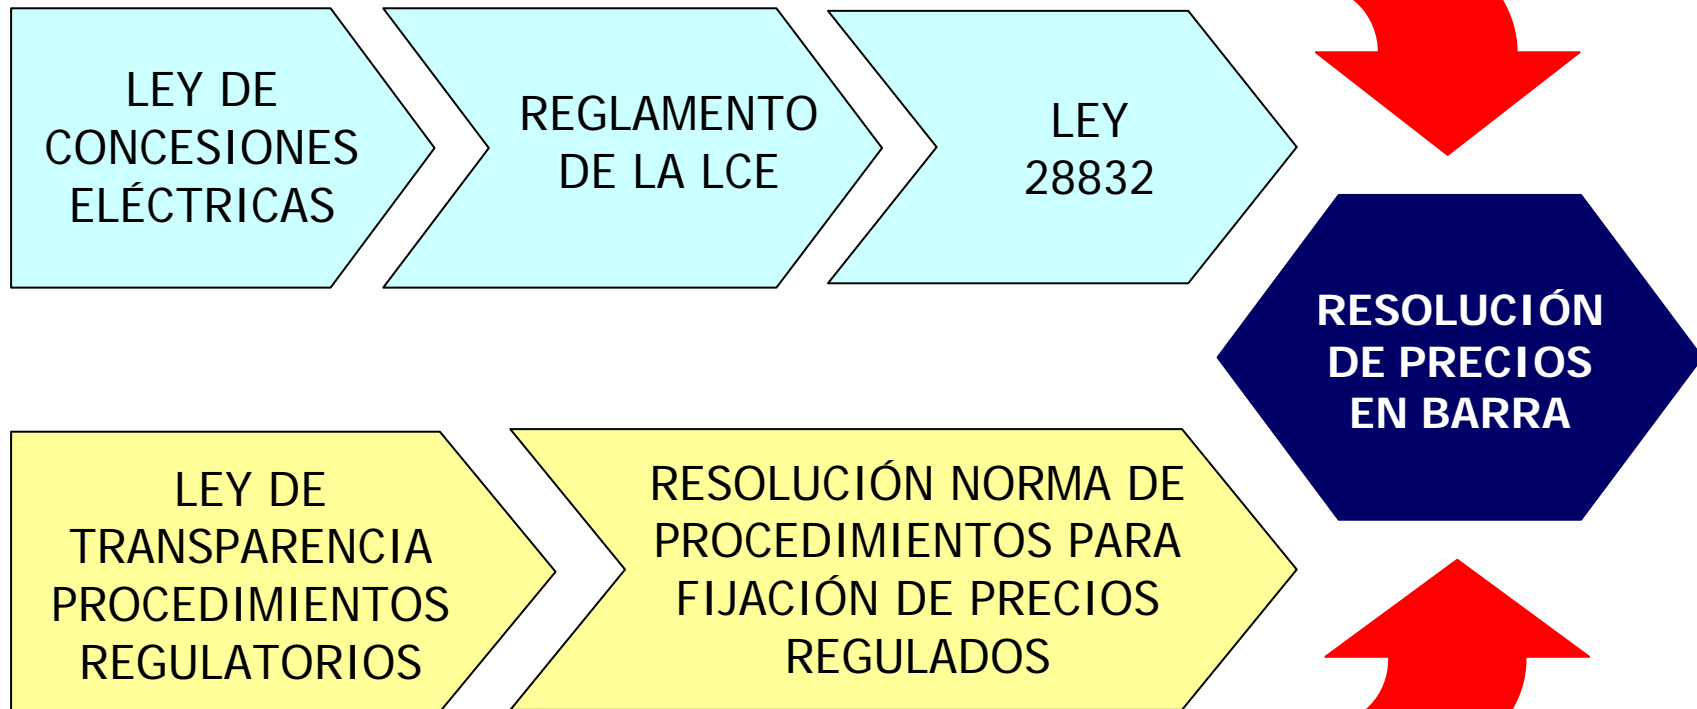 LEY DE
CONCESIONES
ELÉCTRICAS
REGLAMENTO
DE LA LCE
LEY
28832
RESOLUCIÓN
DE PRECIOS
EN BARRA
LEY DE
TRANSPARENCIA
PROCEDIMIENTOS
REGULATORIOS
RESOLUCIÓN NORMA DE
PROCEDIMIENTOS PARA
FIJACIÓN DE PRECIOS
REGULADOS